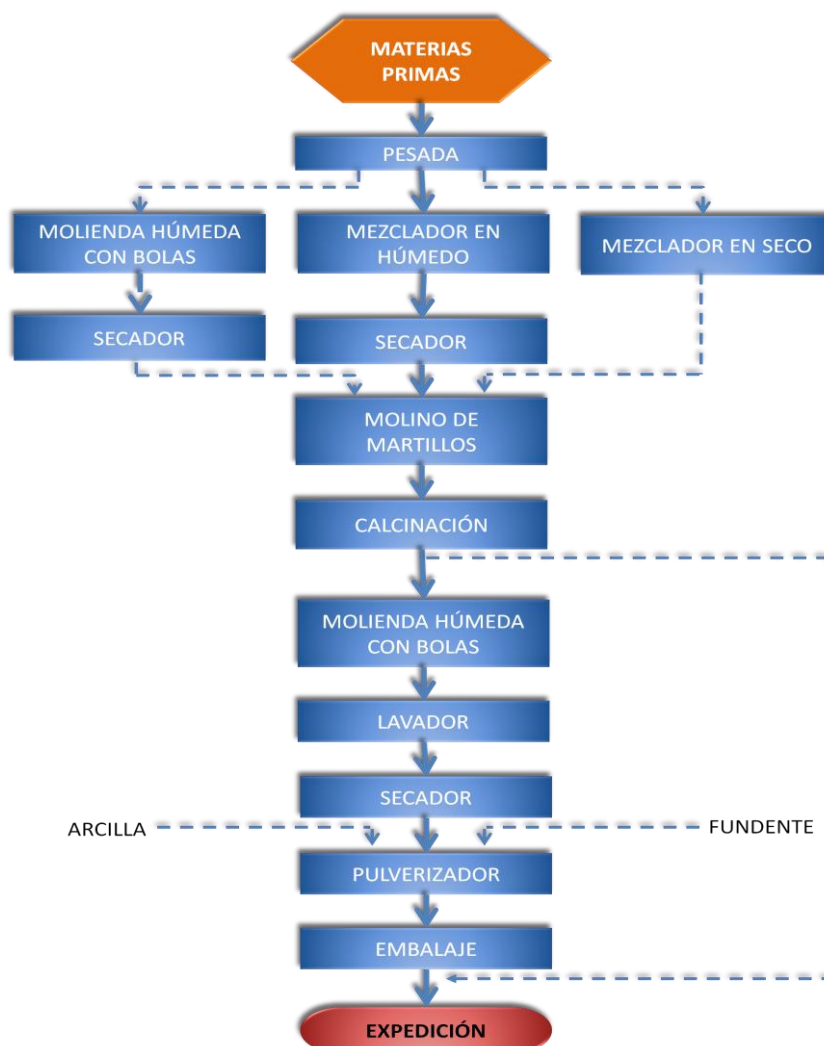 MATERIAS
PRIMAS
PESADA
MOLIENDA HÚMEDA
CON BOLAS
MEZCLADOR EN
HÚMEDO
MEZCLADOR EN SECO
SECADOR
SECADOR
MOLINO DE
MARTILLOS
CALCINACIÓN
MOLIENDA HÚMEDA
CON BOLAS
LAVADOR
SECADOR
ARCILLA
FUNDENTE
PULVERIZADOR
EMBALAJE
EXPEDICIÓN